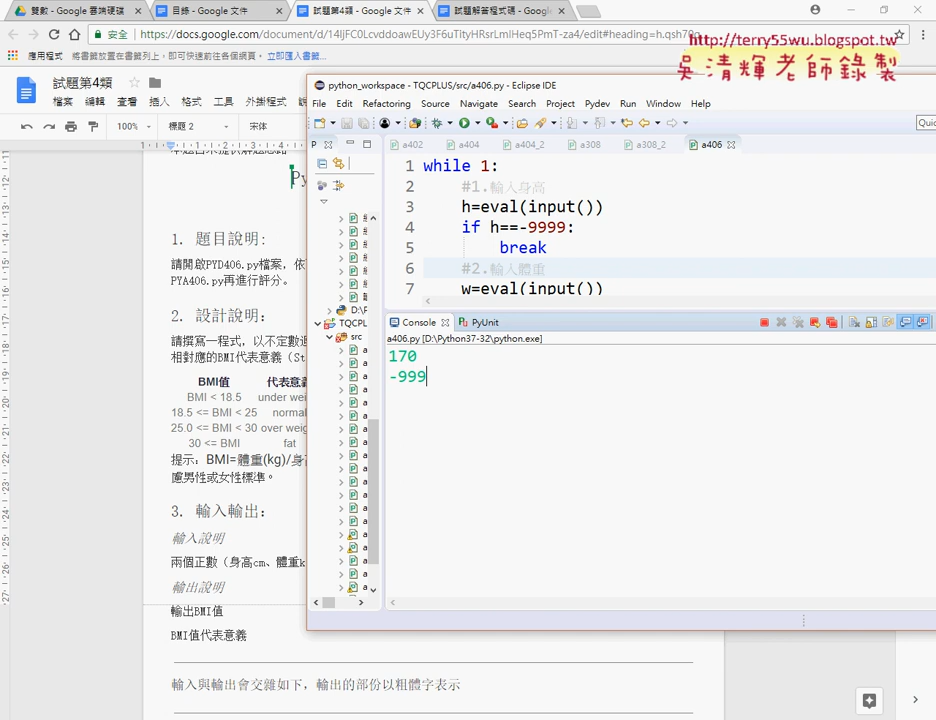 雙數 - Google 雲端硬碟
目錄 - Google 文件
試題第4類 - Google 文件
試題解答程式碼 - Googl
安全
https://docs.google.com/document/d/14ljFC0LcvddoawEUy3F6uTityHRsrLmlHeq5PmT-za4/edit#heading=h.qsh70q
http://terry55wu.blogspot.tw
吳清輝老師錄製
應用程式
將書籤放置在書籤列上，即可快速前往各個網頁。
立即匯入書籤...
試題第4類
檔案 編輯 查看 插入 格式 工具 外掛程式
100%
標題 2
宋體
python_workspace - TQCPLUS/src/a406.py - Eclipse IDE
File Edit Refactoring Source Navigate Search Project Pydev Run Window Help
Quic
a402 a404 a404_2 a308 a308_2 a406
1 while 1:
2 #1.輸入身高
3 h=eval(input())
4 if h==-9999:
5 break
6 #2.輸入體重
7 w=eval(input())
Console PyUnit
a406.py [D:\Python37-32\python.exe]
170
-999
D:\P
TQCPL
src
Py
1. 題目說明:
請開啟PYD406.py檔案，依
PYA406.py再進行評分。
2. 設計說明:
請撰寫一程式，以不定數迴
相對應的BMI代表意義（St
BMI值 代表意義
BMI < 18.5 under wei
18.5 <= BMI < 25 normal
25.0 <= BMI < 30 over weig
30 <= BMI fat
提示: BMI=體重(kg)/身高
慮男性或女性標準。
3. 輸入輸出:
輸入說明
兩個正數（身高cm、體重k
輸出說明
輸出BMI值
BMI值代表意義
輸入與輸出會交雜如下，輸出的部份以粗體字表示